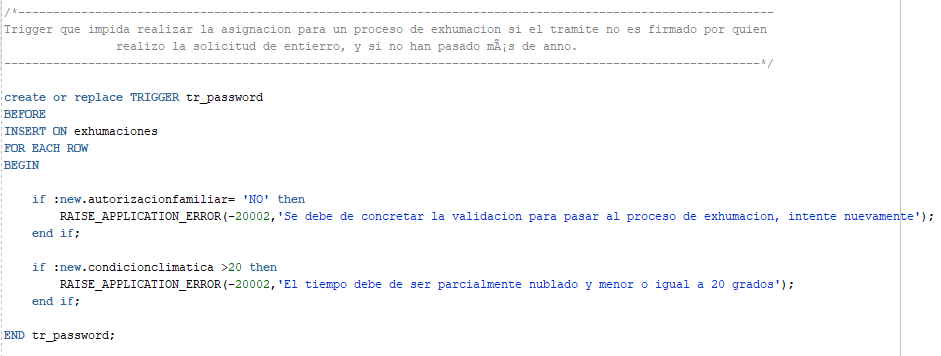 /*------------------------------------------------------------------------------------------------------------
Trigger que impida realizar la asignacion para un proceso de exhumacion si el tramite no es firmado por quien
realizo la solicitud de entierro, y si no han pasado mÃ¡s de anno.
------------------------------------------------------------------------------------------------------------*/
create or replace TRIGGER tr_password
BEFORE
INSERT ON exhumaciones
FOR EACH ROW
BEGIN
if :new.autorizacionfamiliar= 'NO' then
RAISE_APPLICATION_ERROR(-20002,'Se debe de concretar la validacion para pasar al proceso de exhumacion, intente nuevamente');
end if;
if :new.condicionclimatica >20 then
RAISE_APPLICATION_ERROR(-20002,'El tiempo debe de ser parcialmente nublado y menor o igual a 20 grados');
end if;
END tr_password;